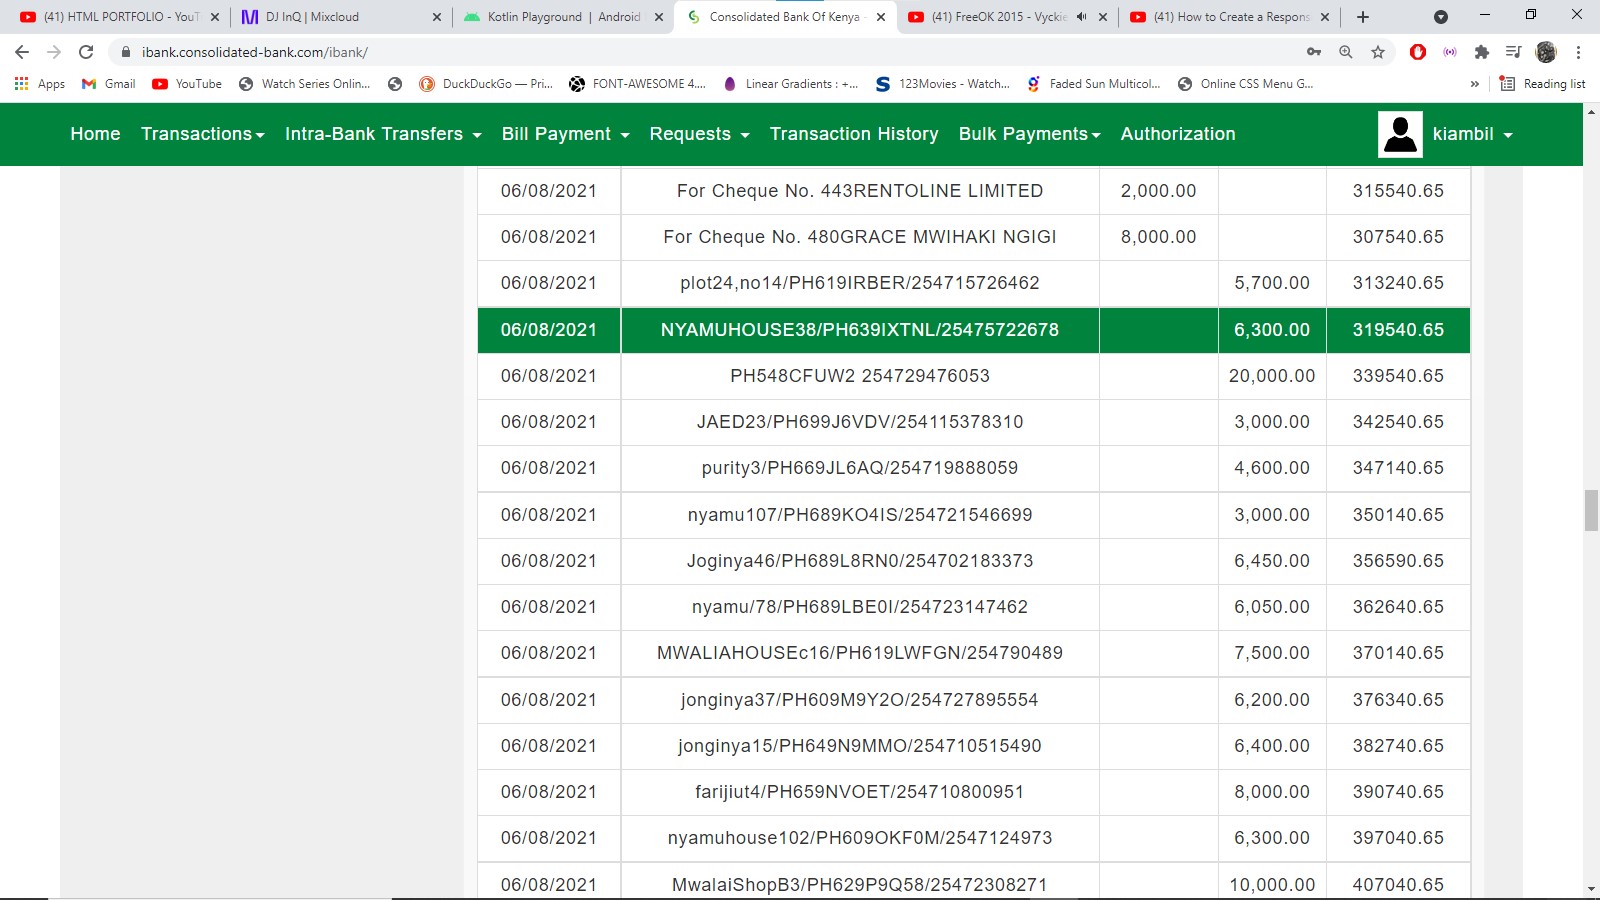 (41) HTML PORTFOLIO - YouT
DJ InQ | Mixcloud
Kotlin Playground | Android
Consolidated Bank Of Kenya -
(41) FreeOK 2015 - Vyckie
(41) How to Create a Respons
ibank.consolidated-bank.com/ibank/
Apps
Gmail
YouTube
Watch Series Onlin...
DuckDuckGo — Pri...
FONT-AWESOME 4....
Linear Gradients : +...
123Movies - Watch...
Faded Sun Multicol...
Online CSS Menu G...
»
Reading list
Home Transactions Intra-Bank Transfers Bill Payment Requests Transaction History Bulk Payments Authorization kiambil
06/08/2021 For Cheque No. 443RENTOLINE LIMITED 2,000.00 315540.65
06/08/2021 For Cheque No. 480GRACE MWIHAKI NGIGI 8,000.00 307540.65
06/08/2021 plot24,no14/PH619IRBER/254715726462 5,700.00 313240.65
06/08/2021 NYAMUHOUSE38/PH639IXTNL/25475722678 6,300.00 319540.65
06/08/2021 PH548CFUW2 254729476053 20,000.00 339540.65
06/08/2021 JAED23/PH699J6VDV/254115378310 3,000.00 342540.65
06/08/2021 purity3/PH669JL6AQ/254719888059 4,600.00 347140.65
06/08/2021 nyamu107/PH689KO4IS/254721546699 3,000.00 350140.65
06/08/2021 Joginya46/PH689L8RN0/254702183373 6,450.00 356590.65
06/08/2021 nyamu/78/PH689LBE0I/254723147462 6,050.00 362640.65
06/08/2021 MWALIAHOUSEc16/PH619LWFGN/254790489 7,500.00 370140.65
06/08/2021 jonginya37/PH609M9Y2O/254727895554 6,200.00 376340.65
06/08/2021 jonginya15/PH649N9MMO/254710515490 6,400.00 382740.65
06/08/2021 farijiut4/PH659NVOET/254710800951 8,000.00 390740.65
06/08/2021 nyamuhouse102/PH609OKF0M/2547124973 6,300.00 397040.65
06/08/2021 MwalaiShopB3/PH629P9Q58/25472308271 10,000.00 407040.65